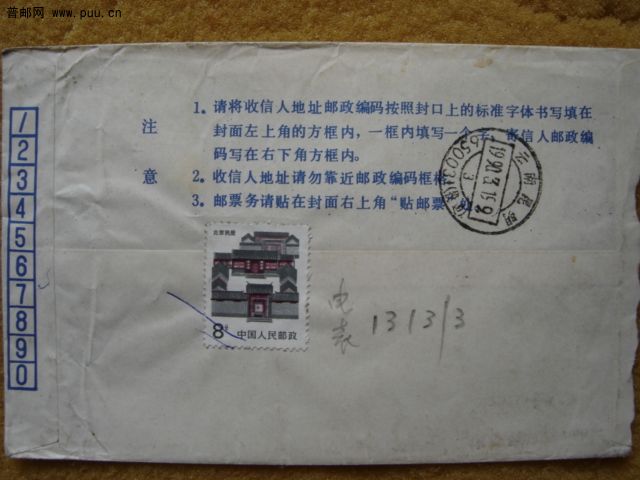 普邮网 www.puu.cn
注意
1. 请将收信人地址邮政编码按照封口上的标准字体书写填在
封面左上角的方框内，一框内填写一个字，寄信人邮政编
码写在右下角方框内。
2. 收信人地址请勿靠近邮政编码框格
3. 邮票务请贴在封面右上角“贴邮票
1
2
3
4
5
6
7
8
9
0
云南昆明
北京民居
8分
中国人民邮政
电表
131313